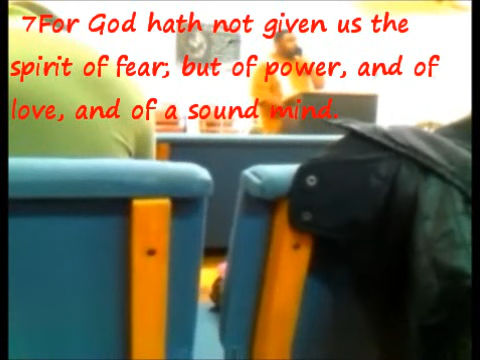 7For God hath not given us the
spirit of fear; but of power, and of
love, and of a sound mind.